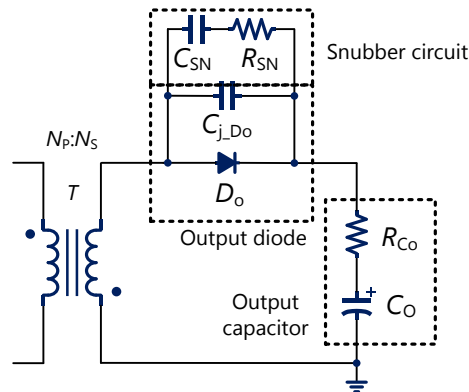 C_SN R_SN
Snubber circuit
C_j_Do
N_P:N_S
T
D_o
Output diode
R_Co
+
Output
capacitor
C_O